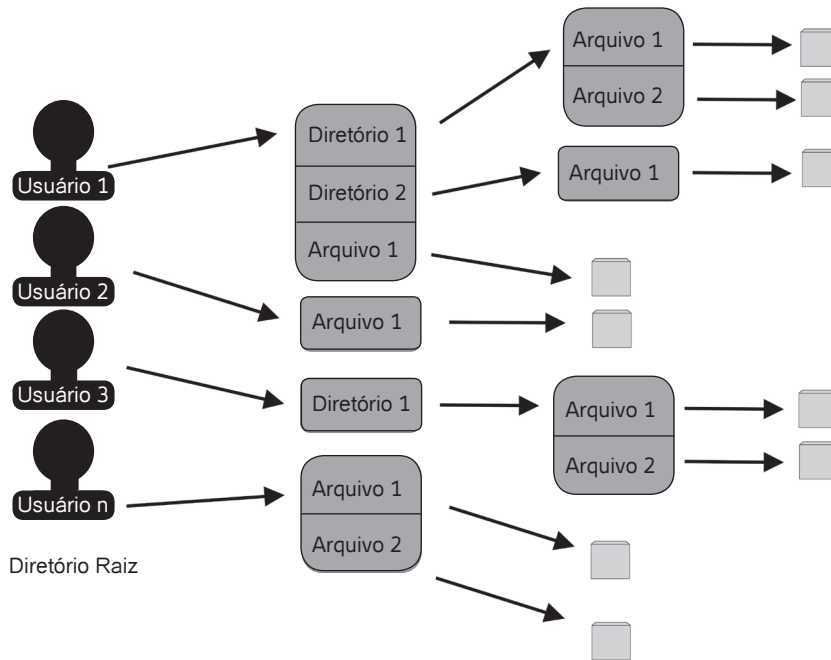 Arquivo 1
Arquivo 2
Diretório 1
Diretório 2
Arquivo 1
Arquivo 1
Usuário 1
Usuário 2
Arquivo 1
Usuário 3
Diretório 1
Arquivo 1
Arquivo 2
Usuário n
Arquivo 1
Arquivo 2
Diretório Raiz